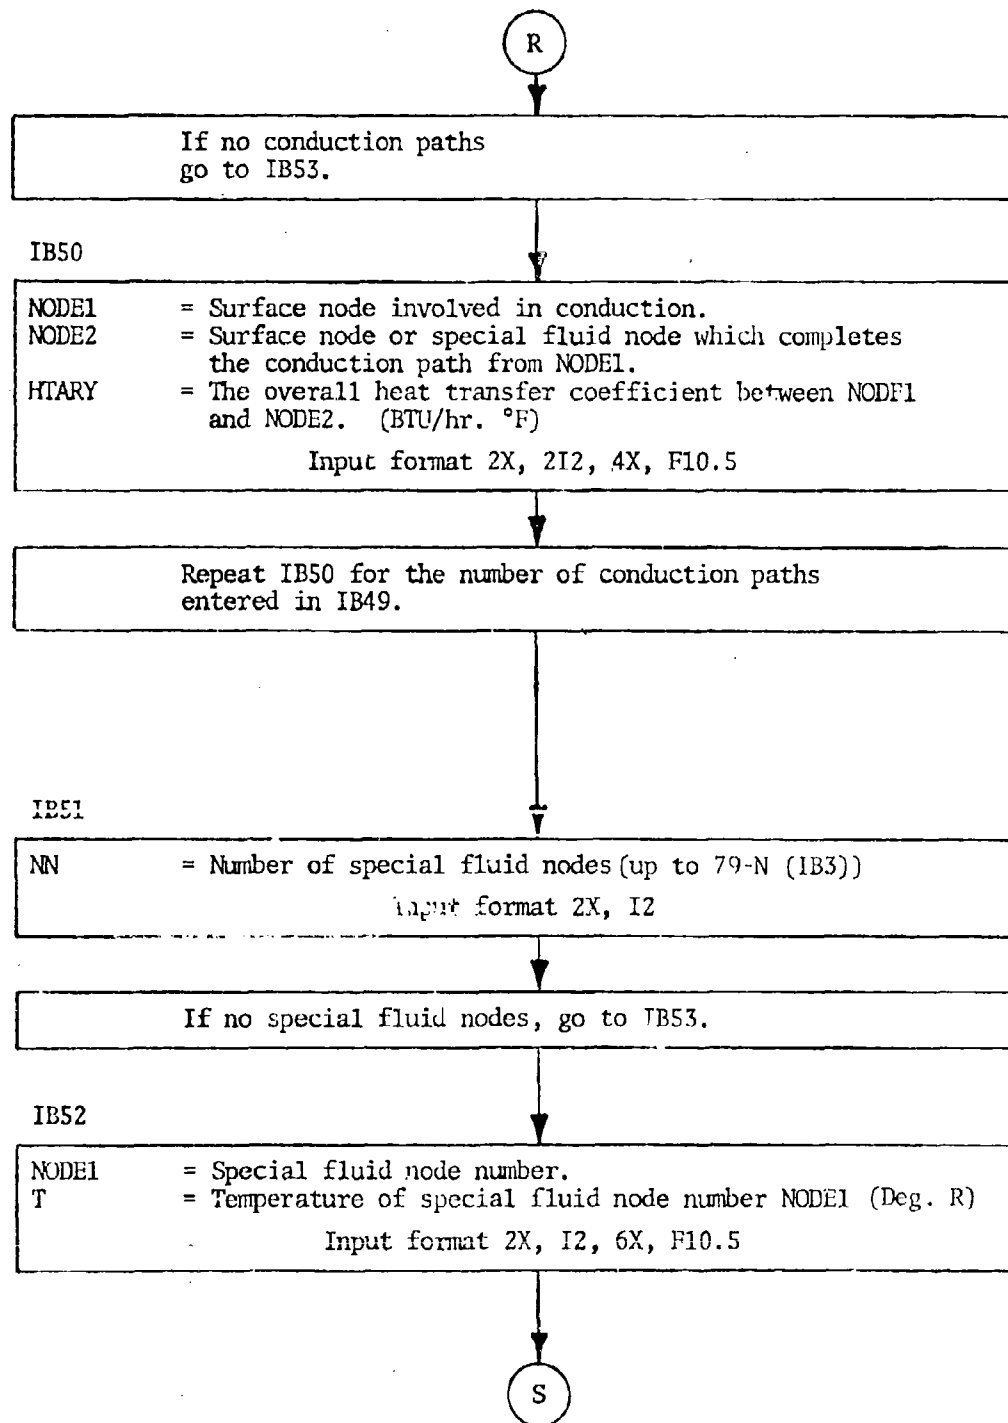 R
If no conduction paths
go to IB53.
IB50
NODE1 = Surface node involved in conduction.
NODE2 = Surface node or special fluid node which completes
the conduction path from NODE1.
HTARY = The overall heat transfer coefficient between NODE1
and NODE2. (BTU/hr. °F)
Input format 2X, 2I2, 4X, F10.5
Repeat IB50 for the number of conduction paths
entered in IB49.
IB51
NN = Number of special fluid nodes (up to 79-N (IB3))
Input format 2X, I2
If no special fluid nodes, go to IB53.
IB52
NODE1 = Special fluid node number.
T = Temperature of special fluid node number NODE1 (Deg. R)
Input format 2X, I2, 6X, F10.5
S